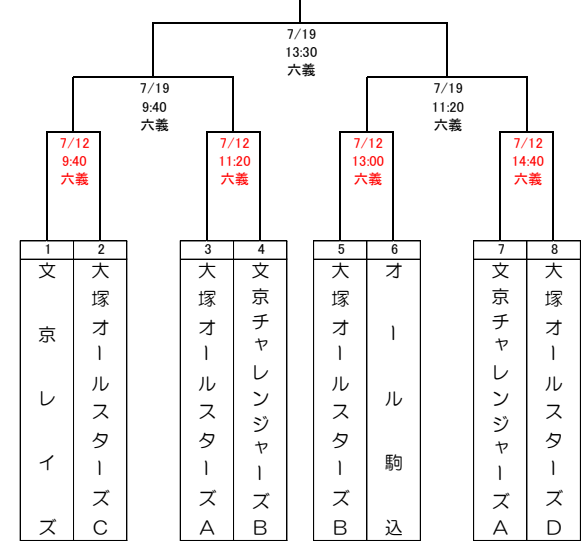 7/19
13:30
六義
7/19
9:40
六義
7/19
11:20
六義
7/12
9:40
六義
7/12
11:20
六義
7/12
13:00
六義
7/12
14:40
六義
1
文京レイズ
2
大塚オールスターズC
3
大塚オールスターズA
4
文京チャレンジャーズB
5
大塚オールスターズB
6
オール駒込
7
文京チャレンジャーズA
8
大塚オールスターズD